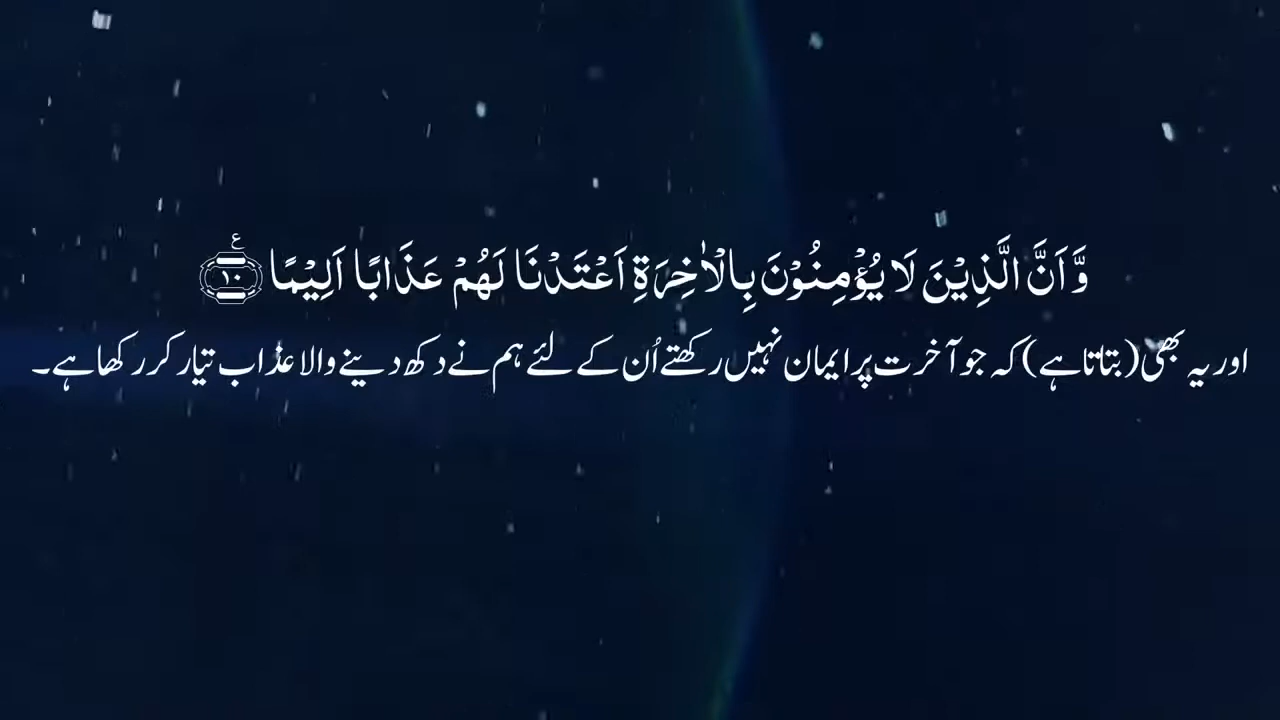 وَّاَنَّ الَّذِيْنَ لَا يُؤْمِنُوْنَ بِالْاٰخِرَةِ اَعْتَدْنَا لَهُمْ عَذَابًا اَلِيْمًا ؑ ۝۱۰
اور یہ بھی (بتاتا ہے) کہ جو آخرت پر ایمان نہیں رکھتے اُن کے لئے ہم نے دکھ دینے والا عذاب تیار کر رکھا ہے۔